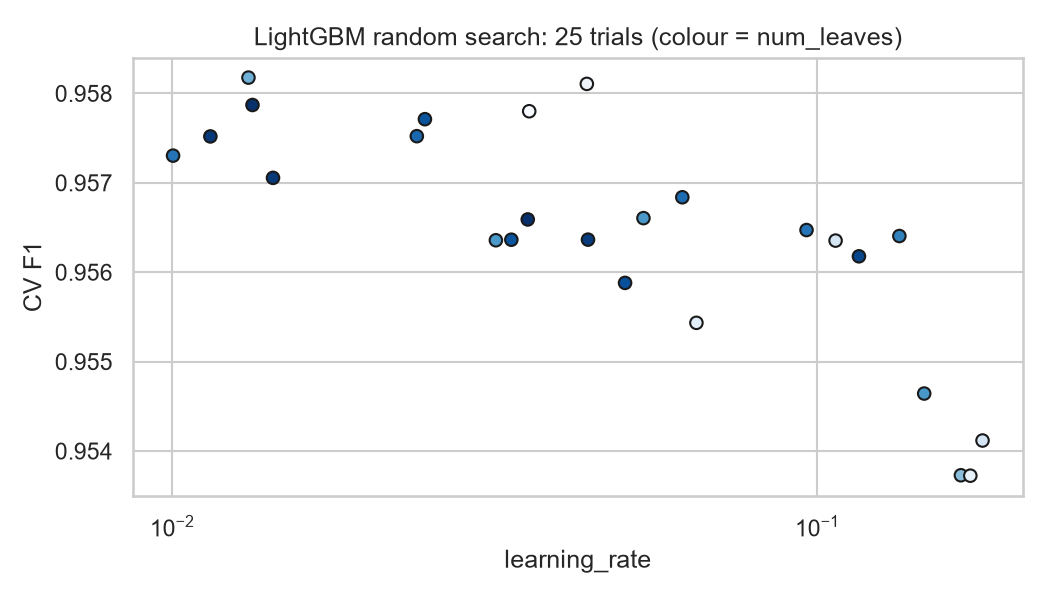 LightGBM random search: 25 trials (colour = num_leaves)
0.958
0.957
0.956
0.955
0.954
CV F1
10⁻²
10⁻¹
learning_rate